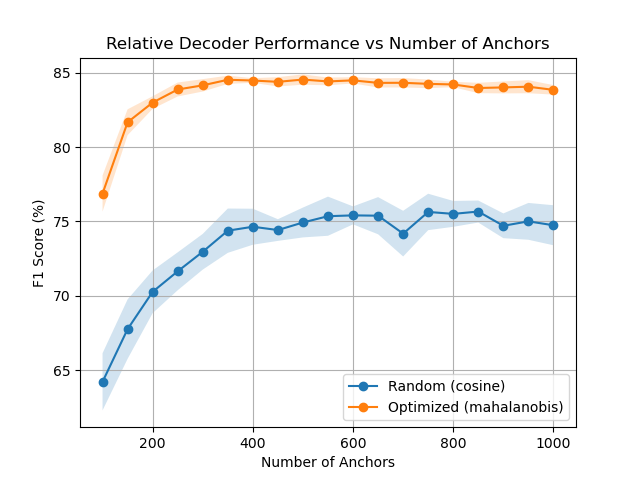 Relative Decoder Performance vs Number of Anchors
85
80
75
70
65
F1 Score (%)
Random (cosine)
Optimized (mahalanobis)
200 400 600 800 1000
Number of Anchors